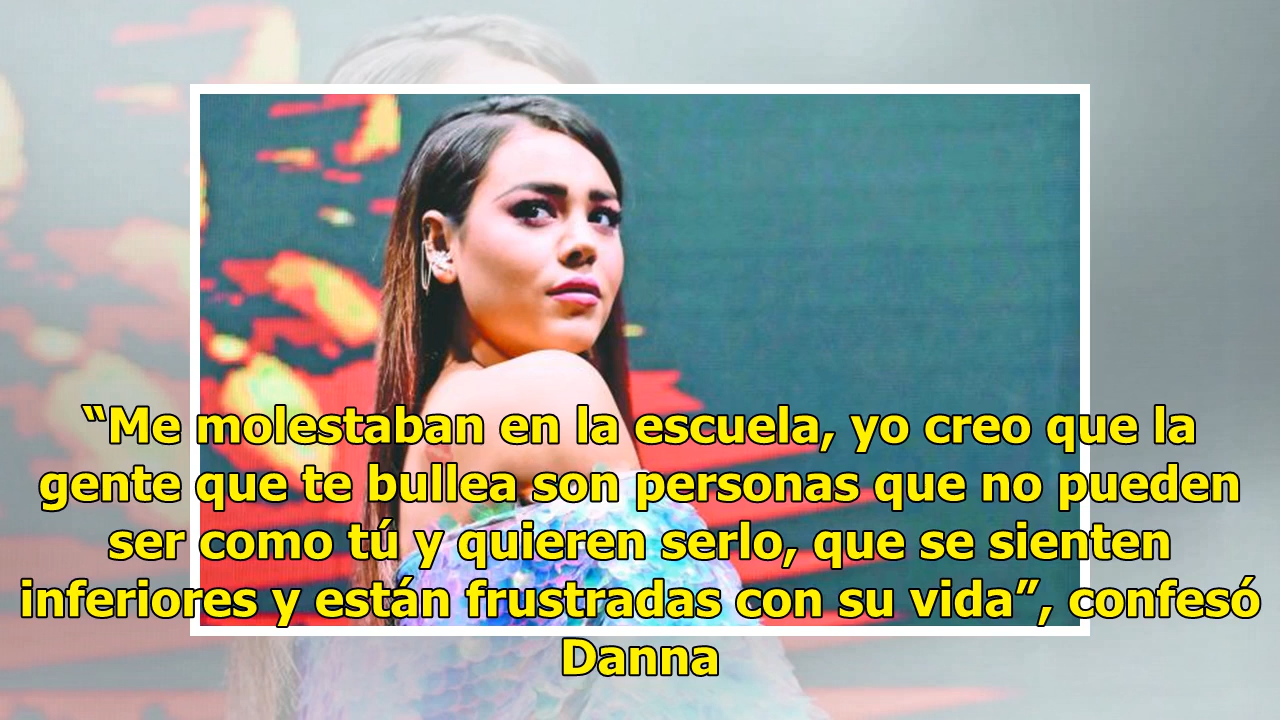 “Me molestaban en la escuela, yo creo que la
gente que te bullea son personas que no pueden
ser como tú y quieren serlo, que se sienten
inferiores y están frustradas con su vida”, confesó
Danna